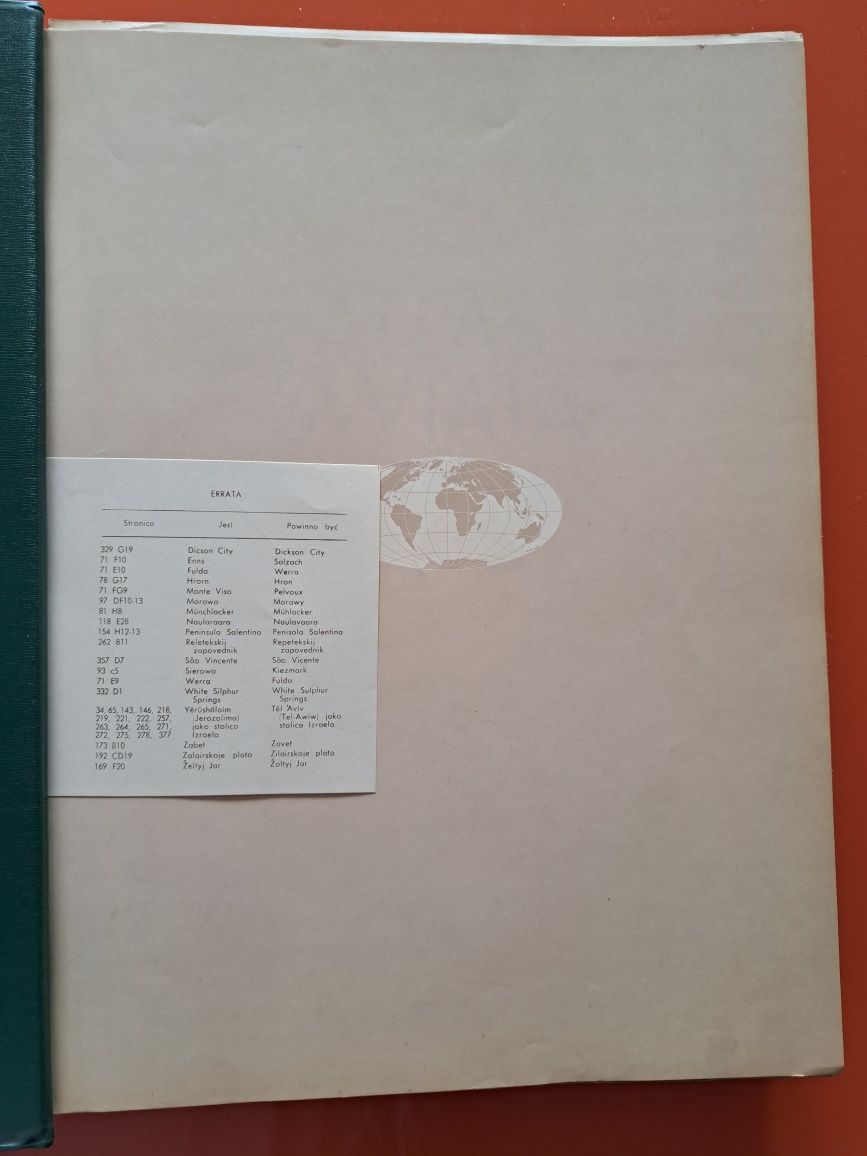 ERRATA
Stronica Jest Powinno być
329 G19 Dicson City Dickson City
71 F10 Enns Salzach
71 E10 Fulda Werra
78 G17 Hrorn Hron
71 FG9 Monte Viso Pelvoux
97 DF10-13 Morowa Morawy
81 H8 Münchlacker Mühlacker
118 E28 Naularaara Naulavaara
154 H12-13 Peninsula Salentina Penisola Salentina
262 B11 Reletekskij Repetekskij
zapovednik zapovednik
357 D7 São Vincente São Vicente
93 c5 Sierowo Kiezmark
71 E9 Werra Fulda
332 D1 White Silphur White Sulphur
Springs Springs
34, 65, 143, 146, 218, Yĕrūshālaim Tĕl 'Aviv
219, 221, 222, 257, (Jerozolima) (Tel-Awiw) jako
263, 264, 265, 271, jako stolica stolica Izraela
272, 275, 278, 377 Izraela
173 B10 Zabet Zavet
192 CD19 Zalairskoje plato Zilairskoje plato
169 F20 Želtyj Jar Žoltyj Jar